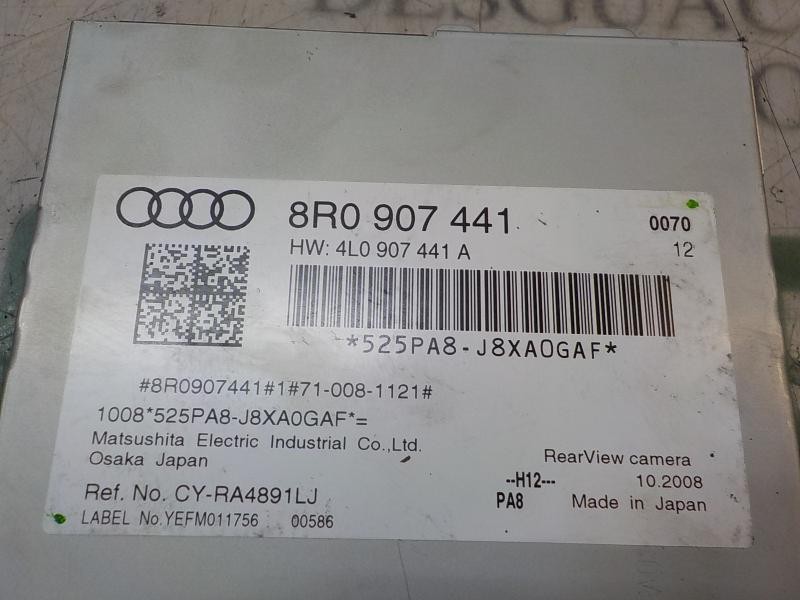 8R0 907 441
0070
HW: 4L0 907 441 A
12
*525PA8-J8XA0GAF*
#8R0907441#1#71-008-1121#
1008*525PA8-J8XA0GAF*=
Matsushita Electric Industrial Co.,Ltd.
Osaka Japan
RearView camera
--H12---
10.2008
Ref. No. CY-RA4891LJ
PA8
Made in Japan
LABEL No.YEFM011756 00586